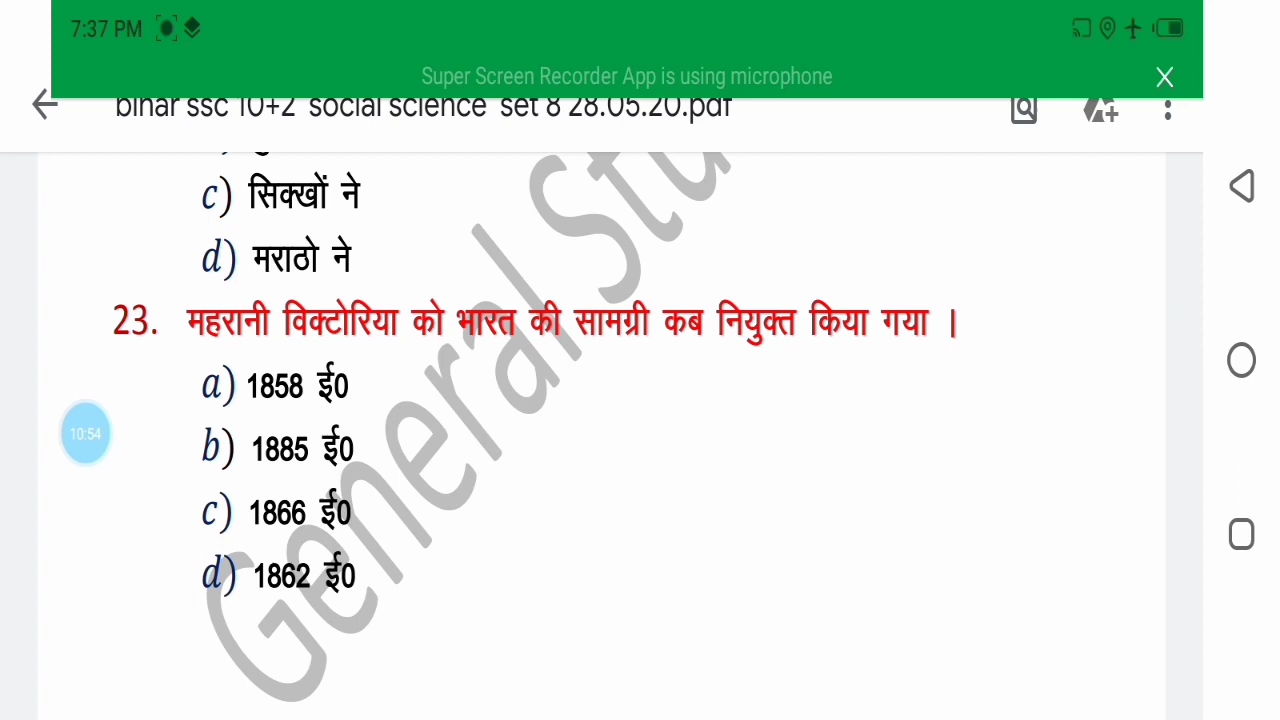 7:37 PM
Super Screen Recorder App is using microphone X
bihar ssc 10+2 social science set 8 28.05.20.pdf
c) सिक्खों ने
d) मराठो ने
23. महरानी विक्टोरिया को भारत की सामग्री कब नियुक्त किया गया ।
a) 1858 ई0
b) 1885 ई0
10:54
c) 1866 ई0
d) 1862 ई0
General Stu